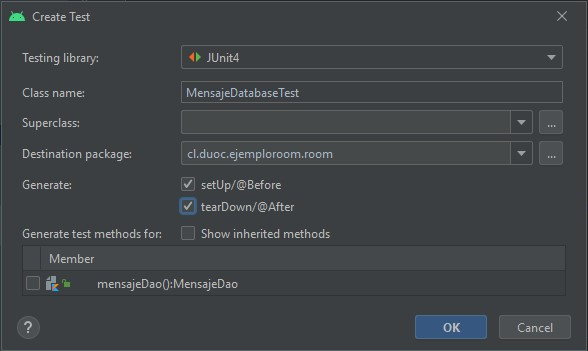 Create Test
Testing library: JUnit4
Class name: MensajeDatabaseTest
Superclass: ...
Destination package: cl.duoc.ejemploroom.room ...
Generate: setUp/@Before
tearDown/@After
Generate test methods for: Show inherited methods
Member
mensajeDao():MensajeDao
? OK Cancel